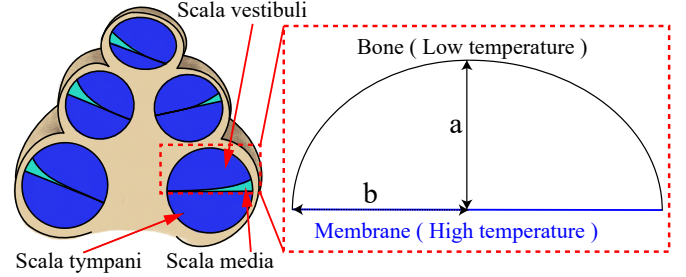 Scala vestibuli
Bone ( Low temperature )
a
b
Membrane ( High temperature )
Scala tympani
Scala media